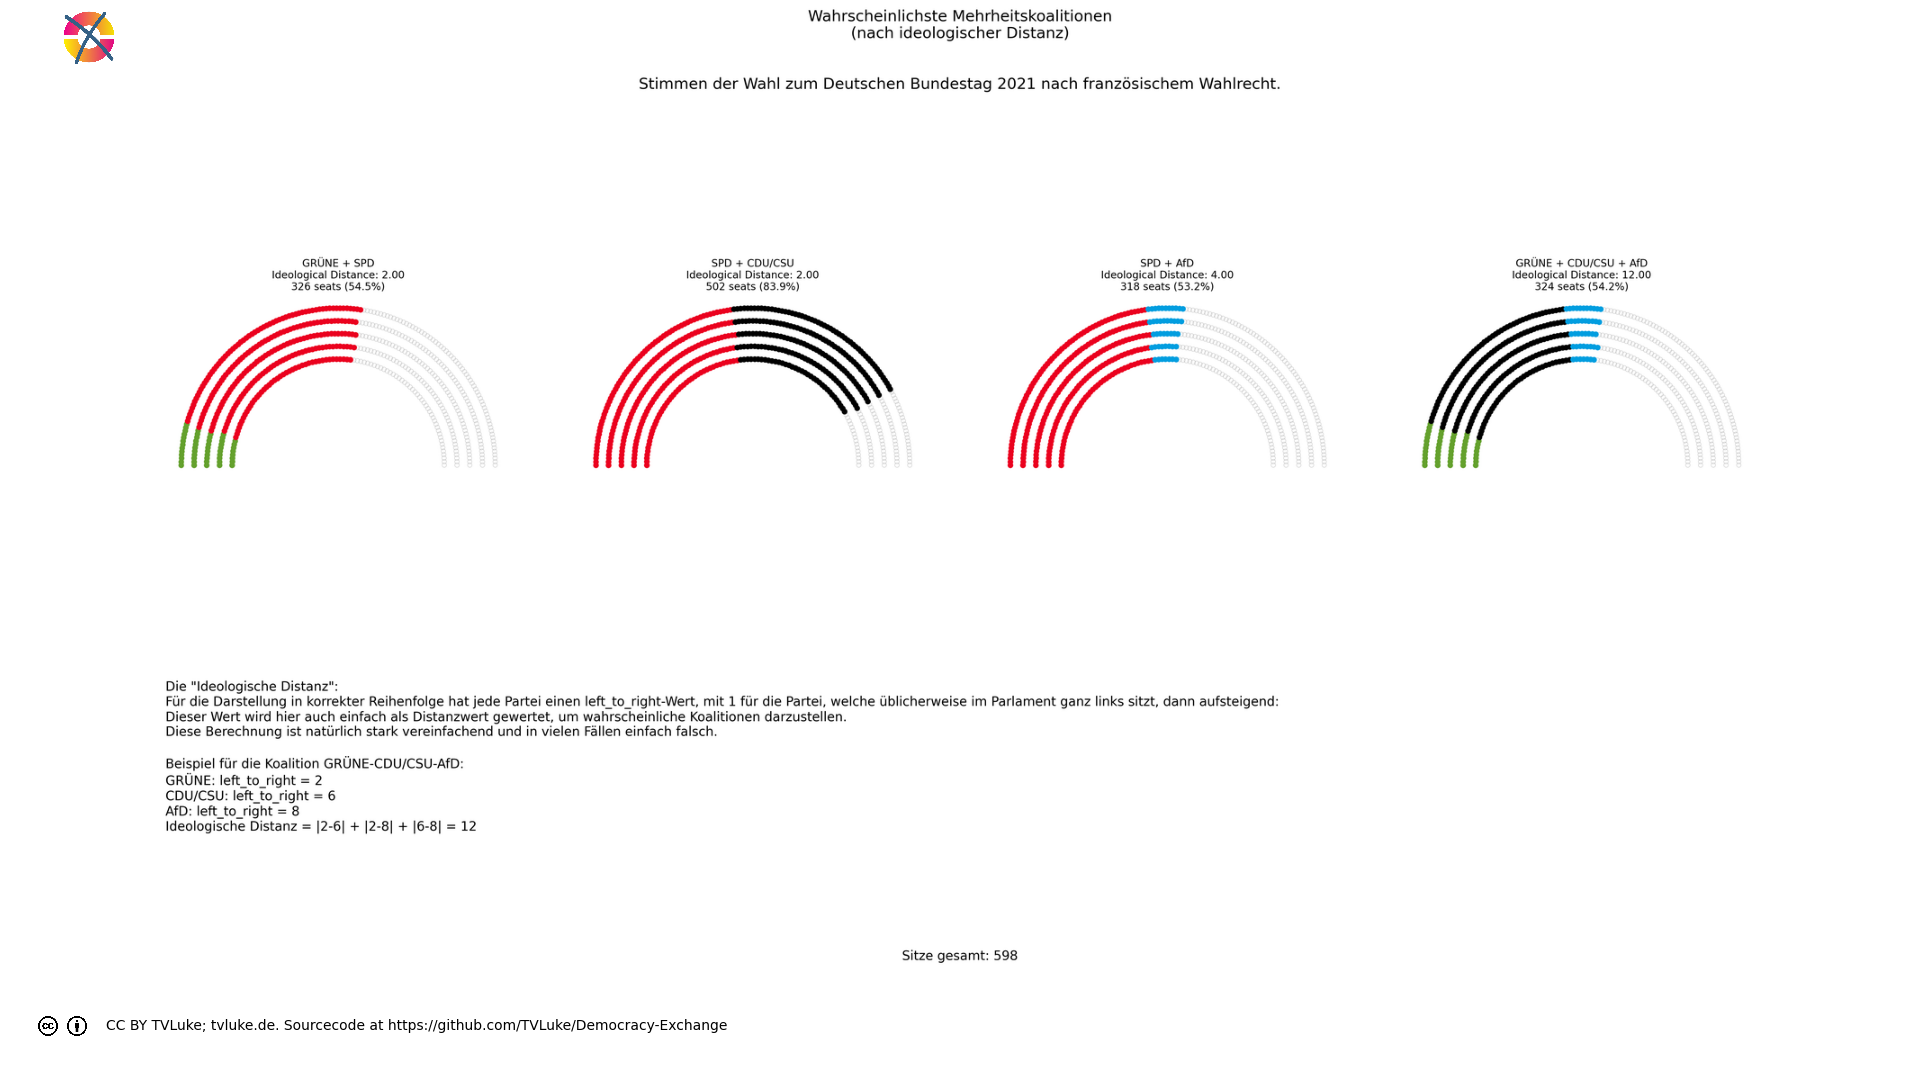 Wahrscheinlichste Mehrheitskoalitionen
(nach ideologischer Distanz)
Stimmen der Wahl zum Deutschen Bundestag 2021 nach französischem Wahlrecht.
GRÜNE + SPD
Ideological Distance: 2.00
326 seats (54.5%)
SPD + CDU/CSU
Ideological Distance: 2.00
502 seats (83.9%)
SPD + AfD
Ideological Distance: 4.00
318 seats (53.2%)
GRÜNE + CDU/CSU + AfD
Ideological Distance: 12.00
324 seats (54.2%)
Die "Ideologische Distanz":
Für die Darstellung in korrekter Reihenfolge hat jede Partei einen left_to_right-Wert, mit 1 für die Partei, welche üblicherweise im Parlament ganz links sitzt, dann aufsteigend:
Dieser Wert wird hier auch einfach als Distanzwert gewertet, um wahrscheinliche Koalitionen darzustellen.
Diese Berechnung ist natürlich stark vereinfachend und in vielen Fällen einfach falsch.
Beispiel für die Koalition GRÜNE-CDU/CSU-AfD:
GRÜNE: left_to_right = 2
CDU/CSU: left_to_right = 6
AfD: left_to_right = 8
Ideologische Distanz = |2-6| + |2-8| + |6-8| = 12
Sitze gesamt: 598
cc CC BY TVLuke; tvluke.de. Sourcecode at https://github.com/TVLuke/Democracy-Exchange